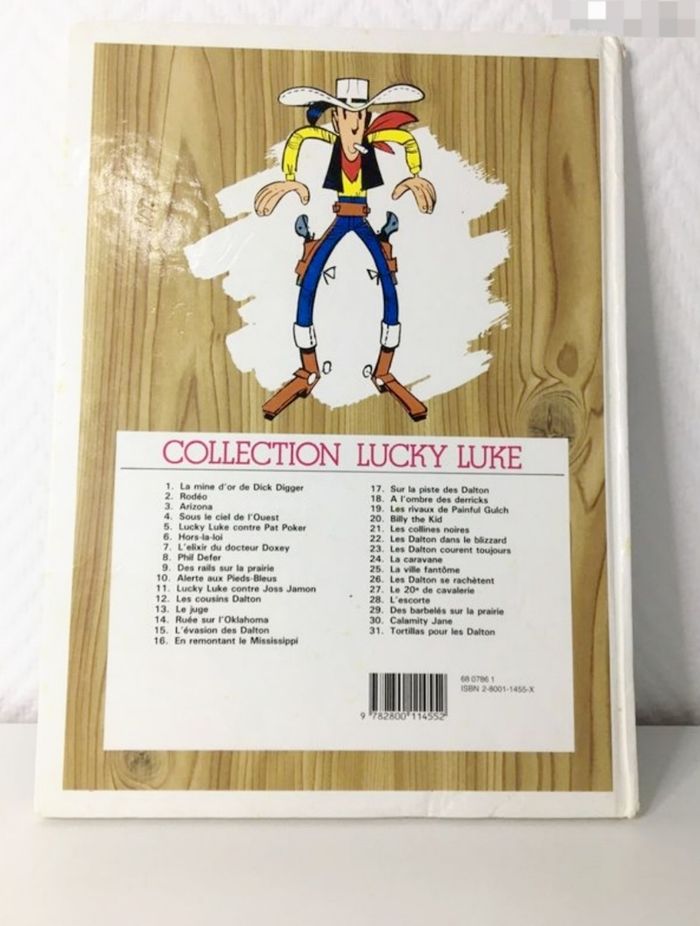 COLLECTION LUCKY LUKE
1. La mine d'or de Dick Digger
2. Rodéo
3. Arizona
4. Sous le ciel de l'Ouest
5. Lucky Luke contre Pat Poker
6. Hors-la-loi
7. L'elixir du docteur Doxey
8. Phil Defer
9. Des rails sur la prairie
10. Alerte aux Pieds-Bleus
11. Lucky Luke contre Joss Jamon
12. Les cousins Dalton
13. Le juge
14. Ruée sur l'Oklahoma
15. L'évasion des Dalton
16. En remontant le Mississippi
17. Sur la piste des Dalton
18. A l'ombre des derricks
19. Les rivaux de Painful Gulch
20. Billy the Kid
21. Les collines noires
22. Les Dalton dans le blizzard
23. Les Dalton courent toujours
24. La caravane
25. La ville fantôme
26. Les Dalton se rachètent
27. Le 20e de cavalerie
28. L'escorte
29. Des barbelés sur la prairie
30. Calamity Jane
31. Tortillas pour les Dalton
68 0786 1
ISBN 2-8001-1455-X
9 782800 114552